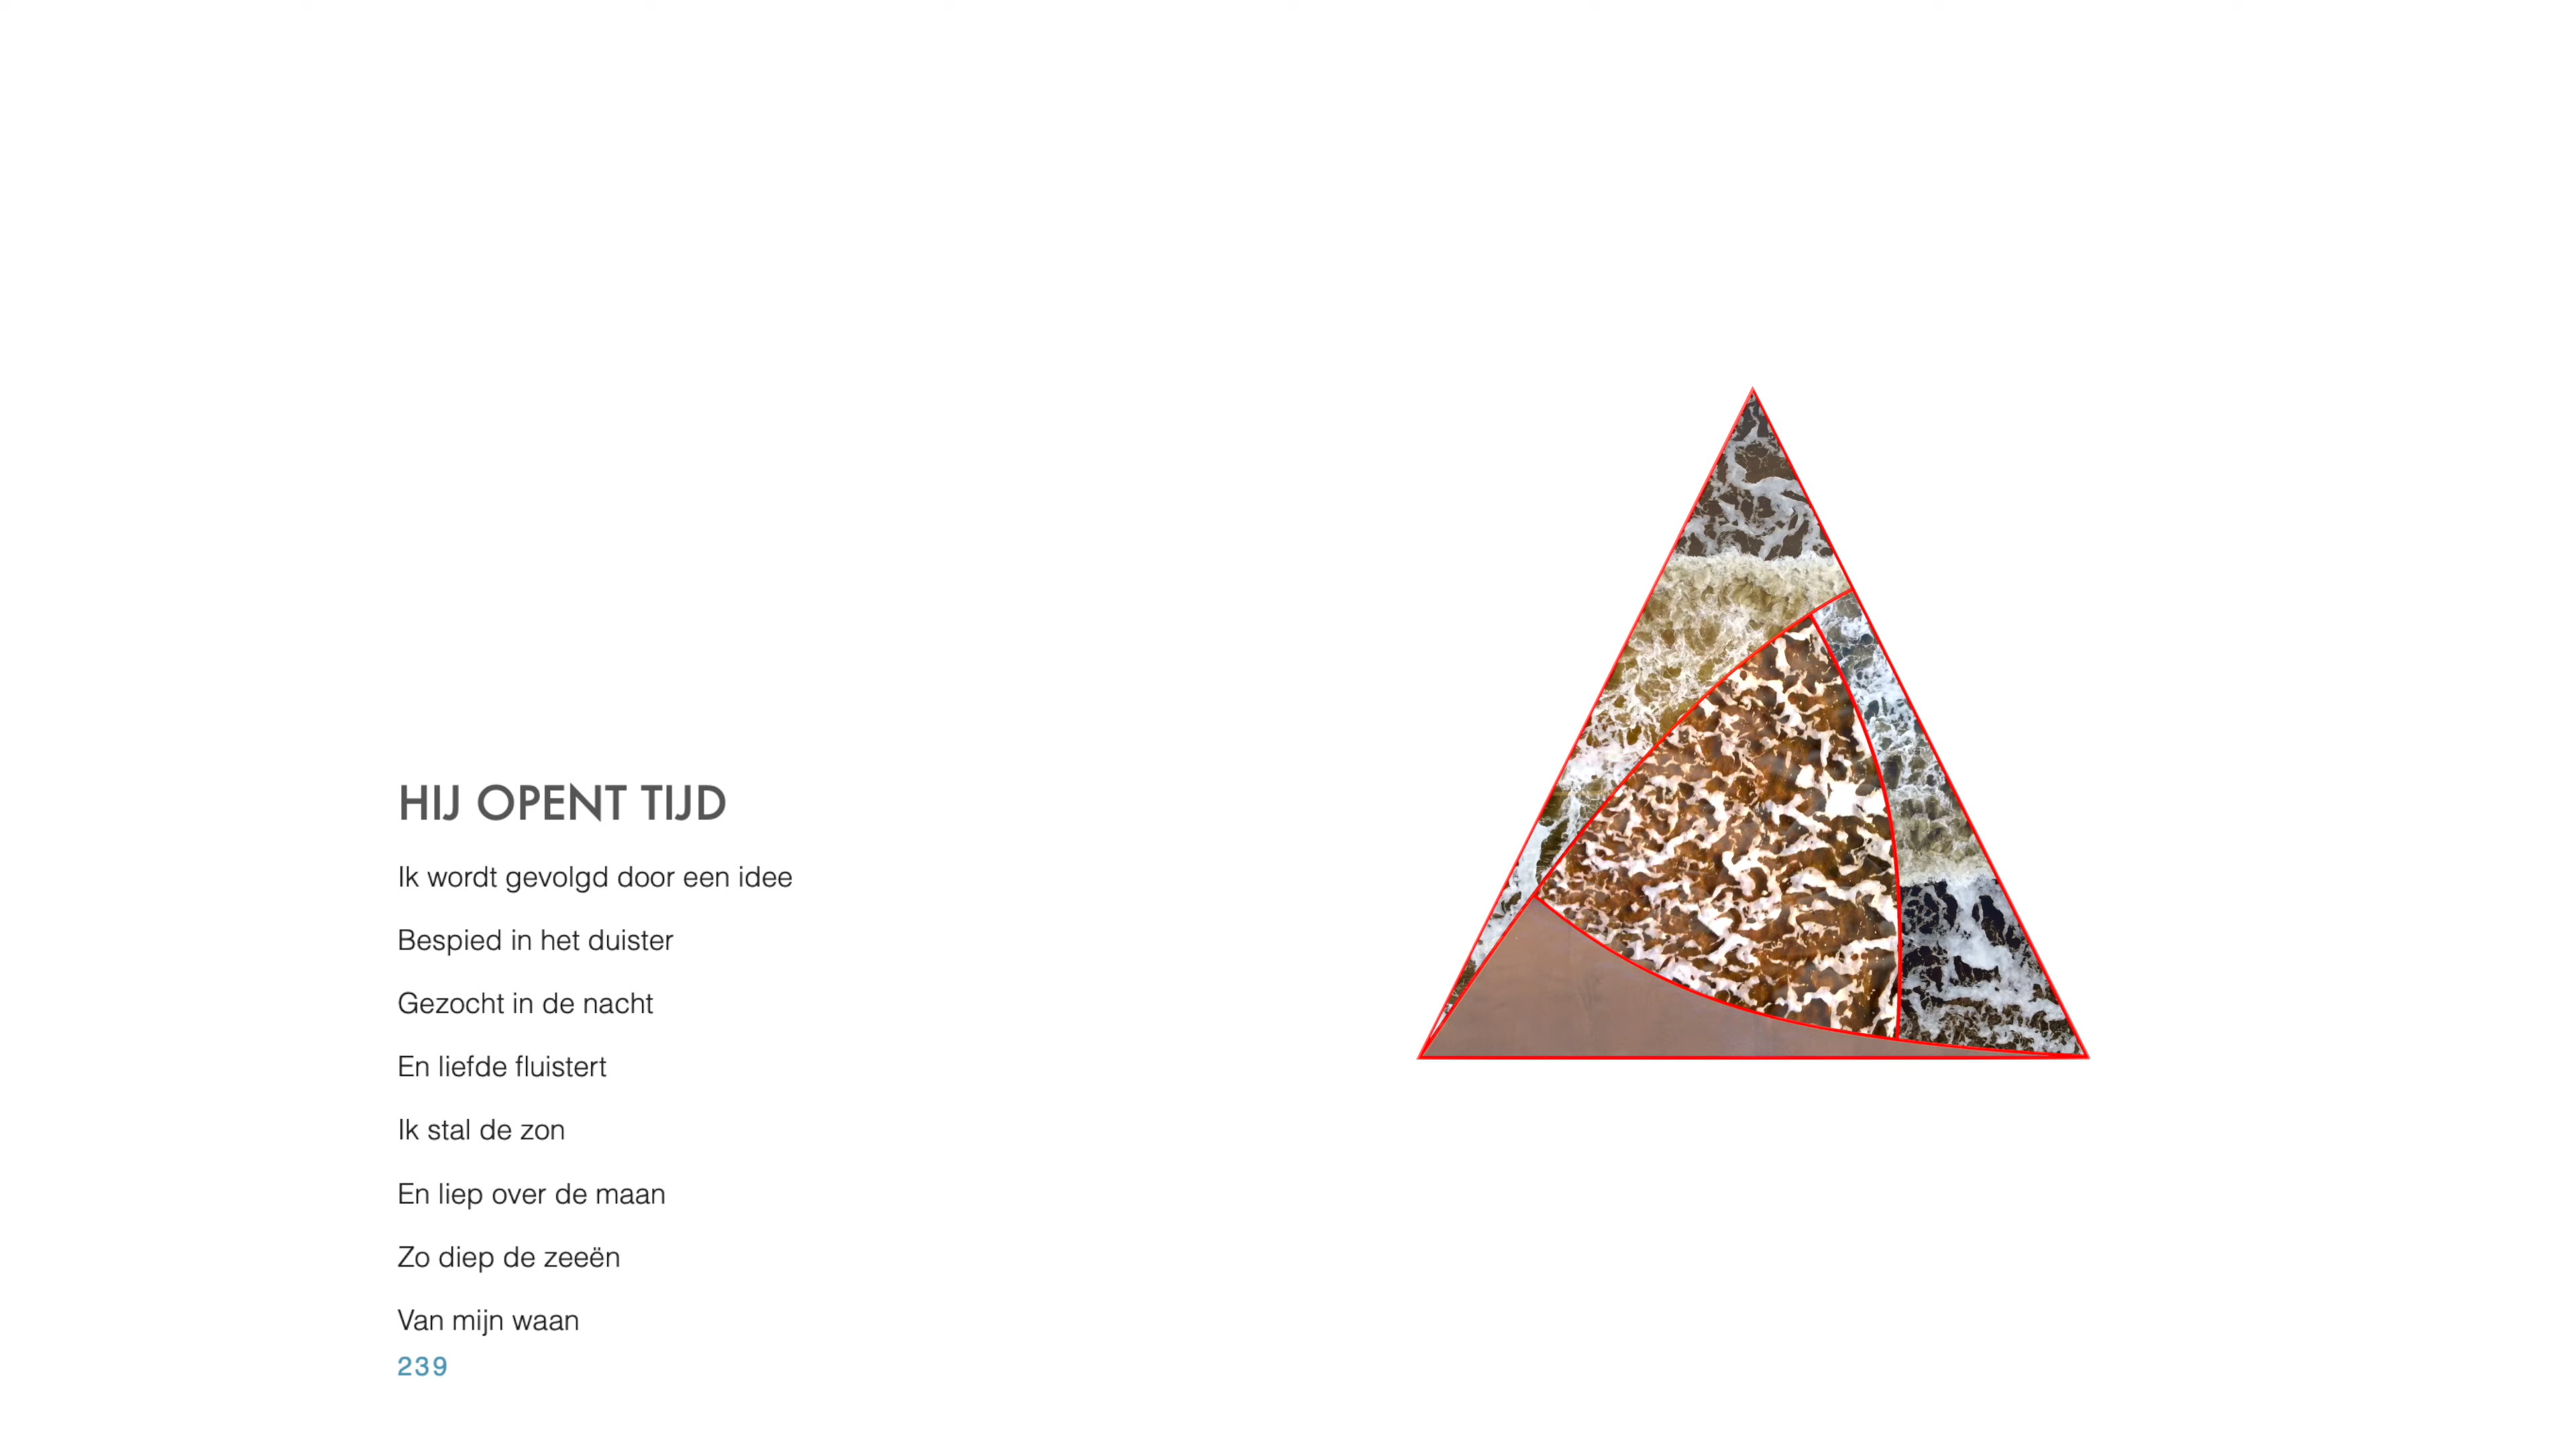 HIJ OPENT TIJD
Ik wordt gevolgd door een idee
Bespied in het duister
Gezocht in de nacht
En liefde fluistert
Ik stal de zon
En liep over de maan
Zo diep de zeeën
Van mijn waan
239